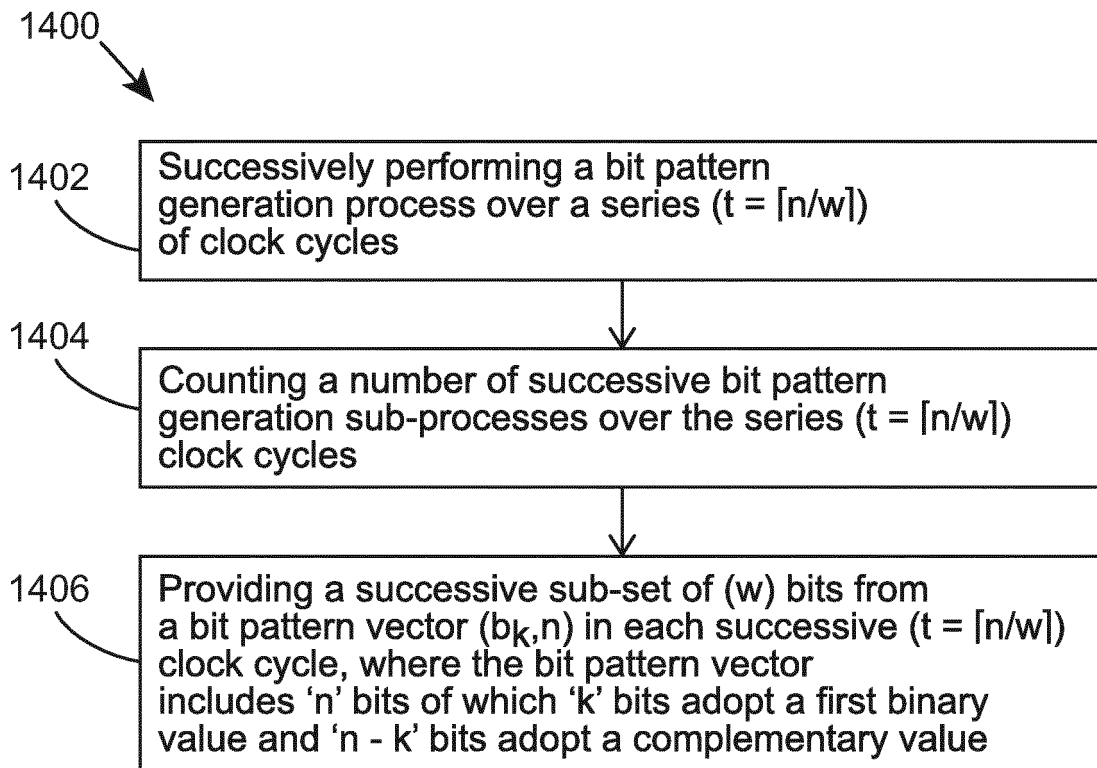 1400
1402
Successively performing a bit pattern
generation process over a series (t = ⌈n/w⌉)
of clock cycles
1404
Counting a number of successive bit pattern
generation sub-processes over the series (t = ⌈n/w⌉)
clock cycles
1406
Providing a successive sub-set of (w) bits from
a bit pattern vector (bₖ,n) in each successive (t = ⌈n/w⌉)
clock cycle, where the bit pattern vector
includes ‘n’ bits of which ‘k’ bits adopt a first binary
value and ‘n - k’ bits adopt a complementary value